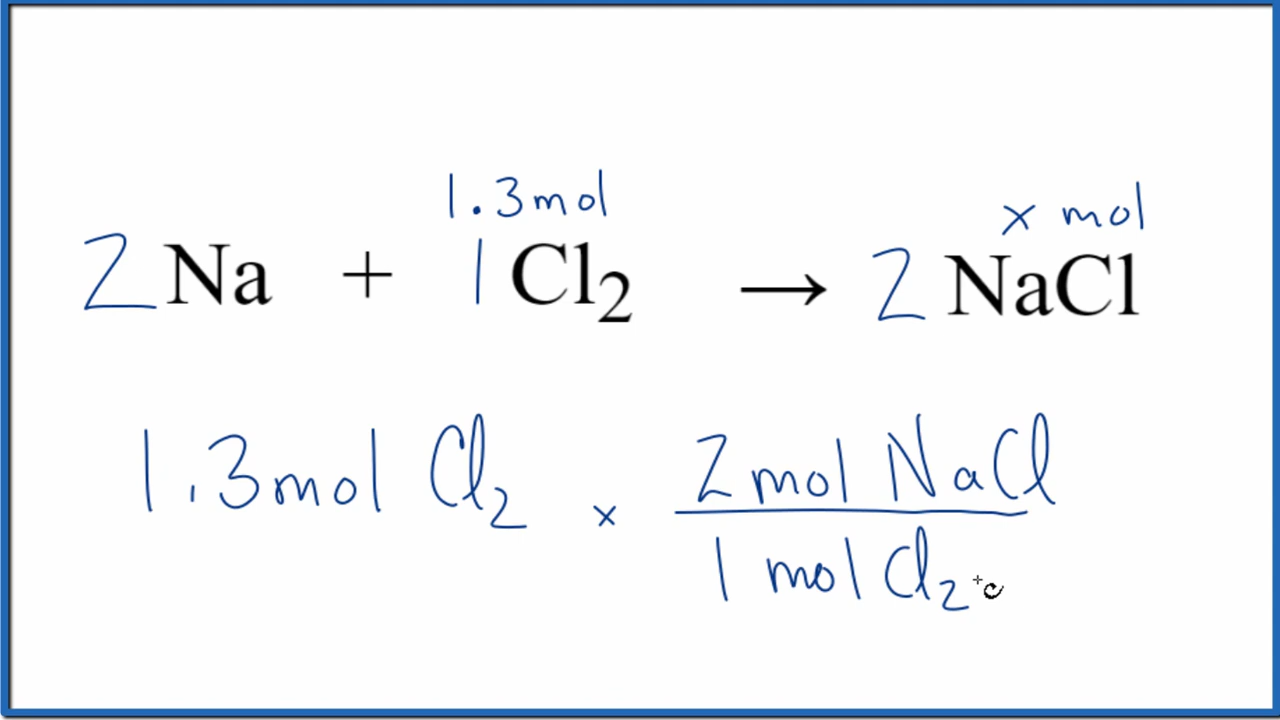 1.3mol x mol
2 Na + 1 Cl₂ → 2 NaCl
1.3mol Cl₂ × 2mol NaCl
1 mol Cl₂